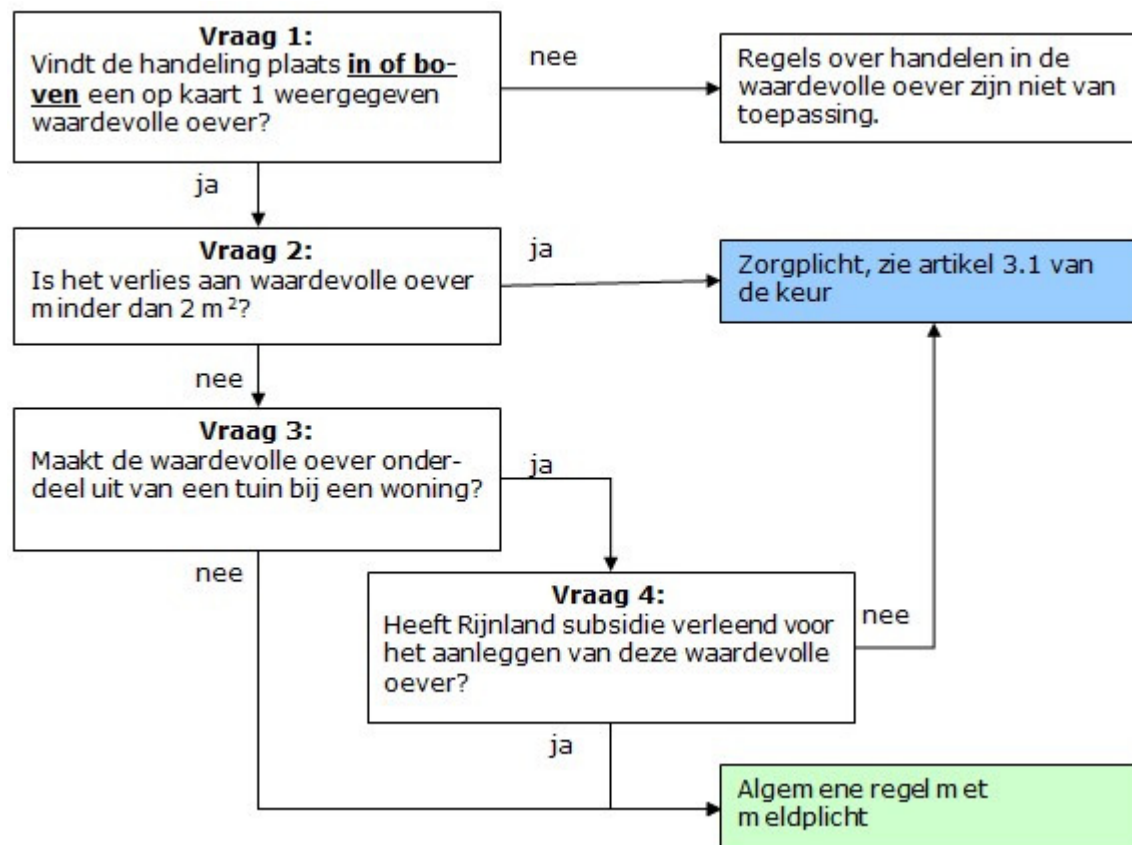 Vraag 1:
Vindt de handeling plaats in of bo-
ven een op kaart 1 weergegeven
waardevolle oever?
nee
Regels over handelen in de
waardevolle oever zijn niet van
toepassing.
ja
Vraag 2:
Is het verlies aan waardevolle oever
minder dan 2 m²?
ja
Zorgplicht, zie artikel 3.1 van
de keur
nee
Vraag 3:
Maakt de waardevolle oever onder-
deel uit van een tuin bij een woning?
ja
nee
Vraag 4:
Heeft Rijnland subsidie verleend voor
het aanleggen van deze waardevolle
oever?
nee
ja
Algemene regel met
meldplicht